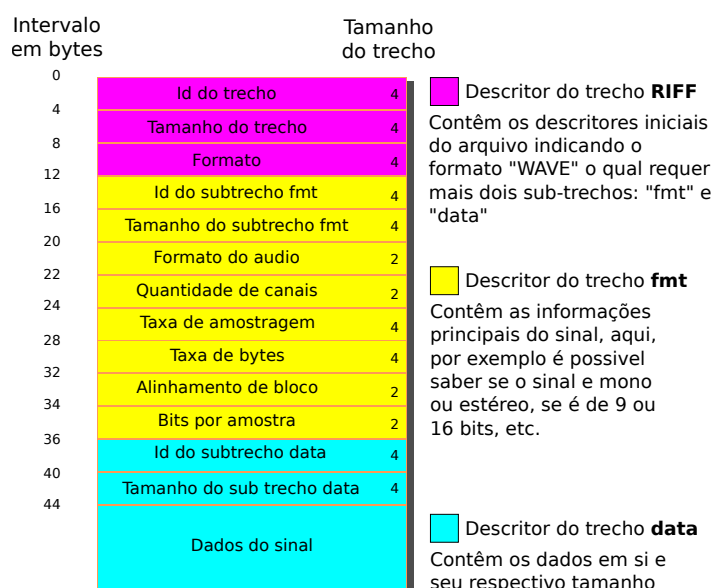 Intervalo
em bytes
Tamanho
do trecho
0
4
8
12
16
20
22
24
28
32
34
36
40
44
Id do trecho 4
Tamanho do trecho 4
Formato 4
Id do subtrecho fmt 4
Tamanho do subtrecho fmt 4
Formato do audio 2
Quantidade de canais 2
Taxa de amostragem 4
Taxa de bytes 4
Alinhamento de bloco 2
Bits por amostra 2
Id do subtrecho data 4
Tamanho do sub trecho data 4
Dados do sinal
Descritor do trecho RIFF
Contêm os descritores iniciais
do arquivo indicando o
formato "WAVE" o qual requer
mais dois sub-trechos: "fmt" e
"data"
Descritor do trecho fmt
Contêm as informações
principais do sinal, aqui,
por exemplo é possivel
saber se o sinal e mono
ou estéreo, se é de 9 ou
16 bits, etc.
Descritor do trecho data
Contêm os dados em si e
seu respectivo tamanho